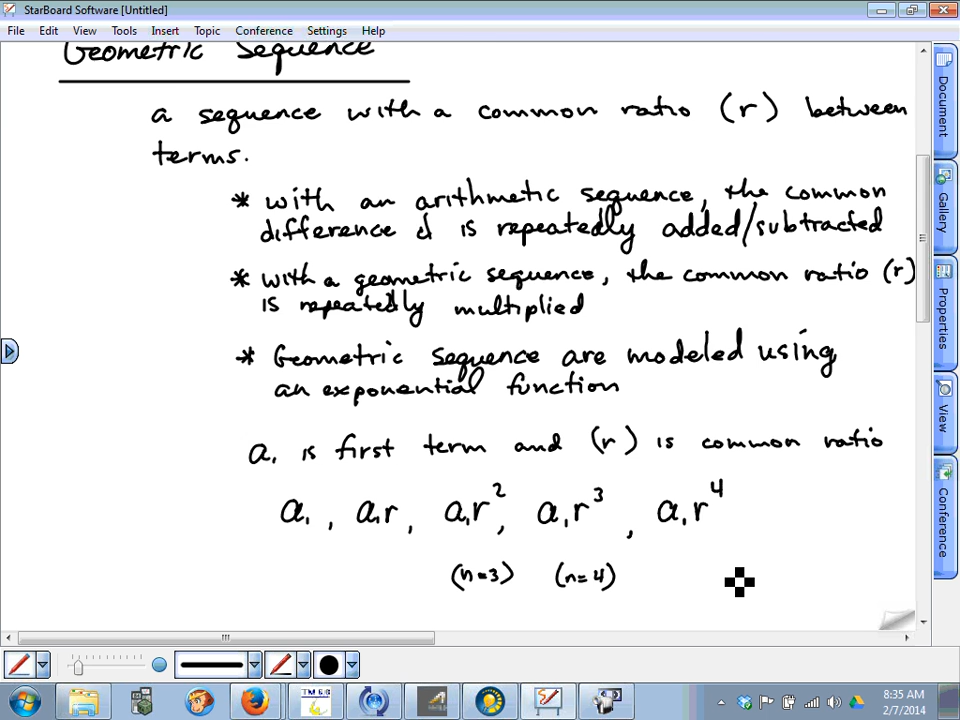 StarBoard Software [Untitled]
File Edit View Tools Insert Topic Conference Settings Help
Geometric Sequence
a sequence with a common ratio (r) between
terms.
* with an arithmetic sequence, the common
difference d is repeatedly added/subtracted
* with a geometric sequence, the common ratio (r)
is repeatedly multiplied
* Geometric sequence are modeled using
an exponential function
a₁ is first term and (r) is common ratio
a₁, a₁r, a₁r², a₁r³, a₁r⁴
(n=3) (n=4)
Document
Gallery
Properties
View
Conference
8:35 AM
2/7/2014